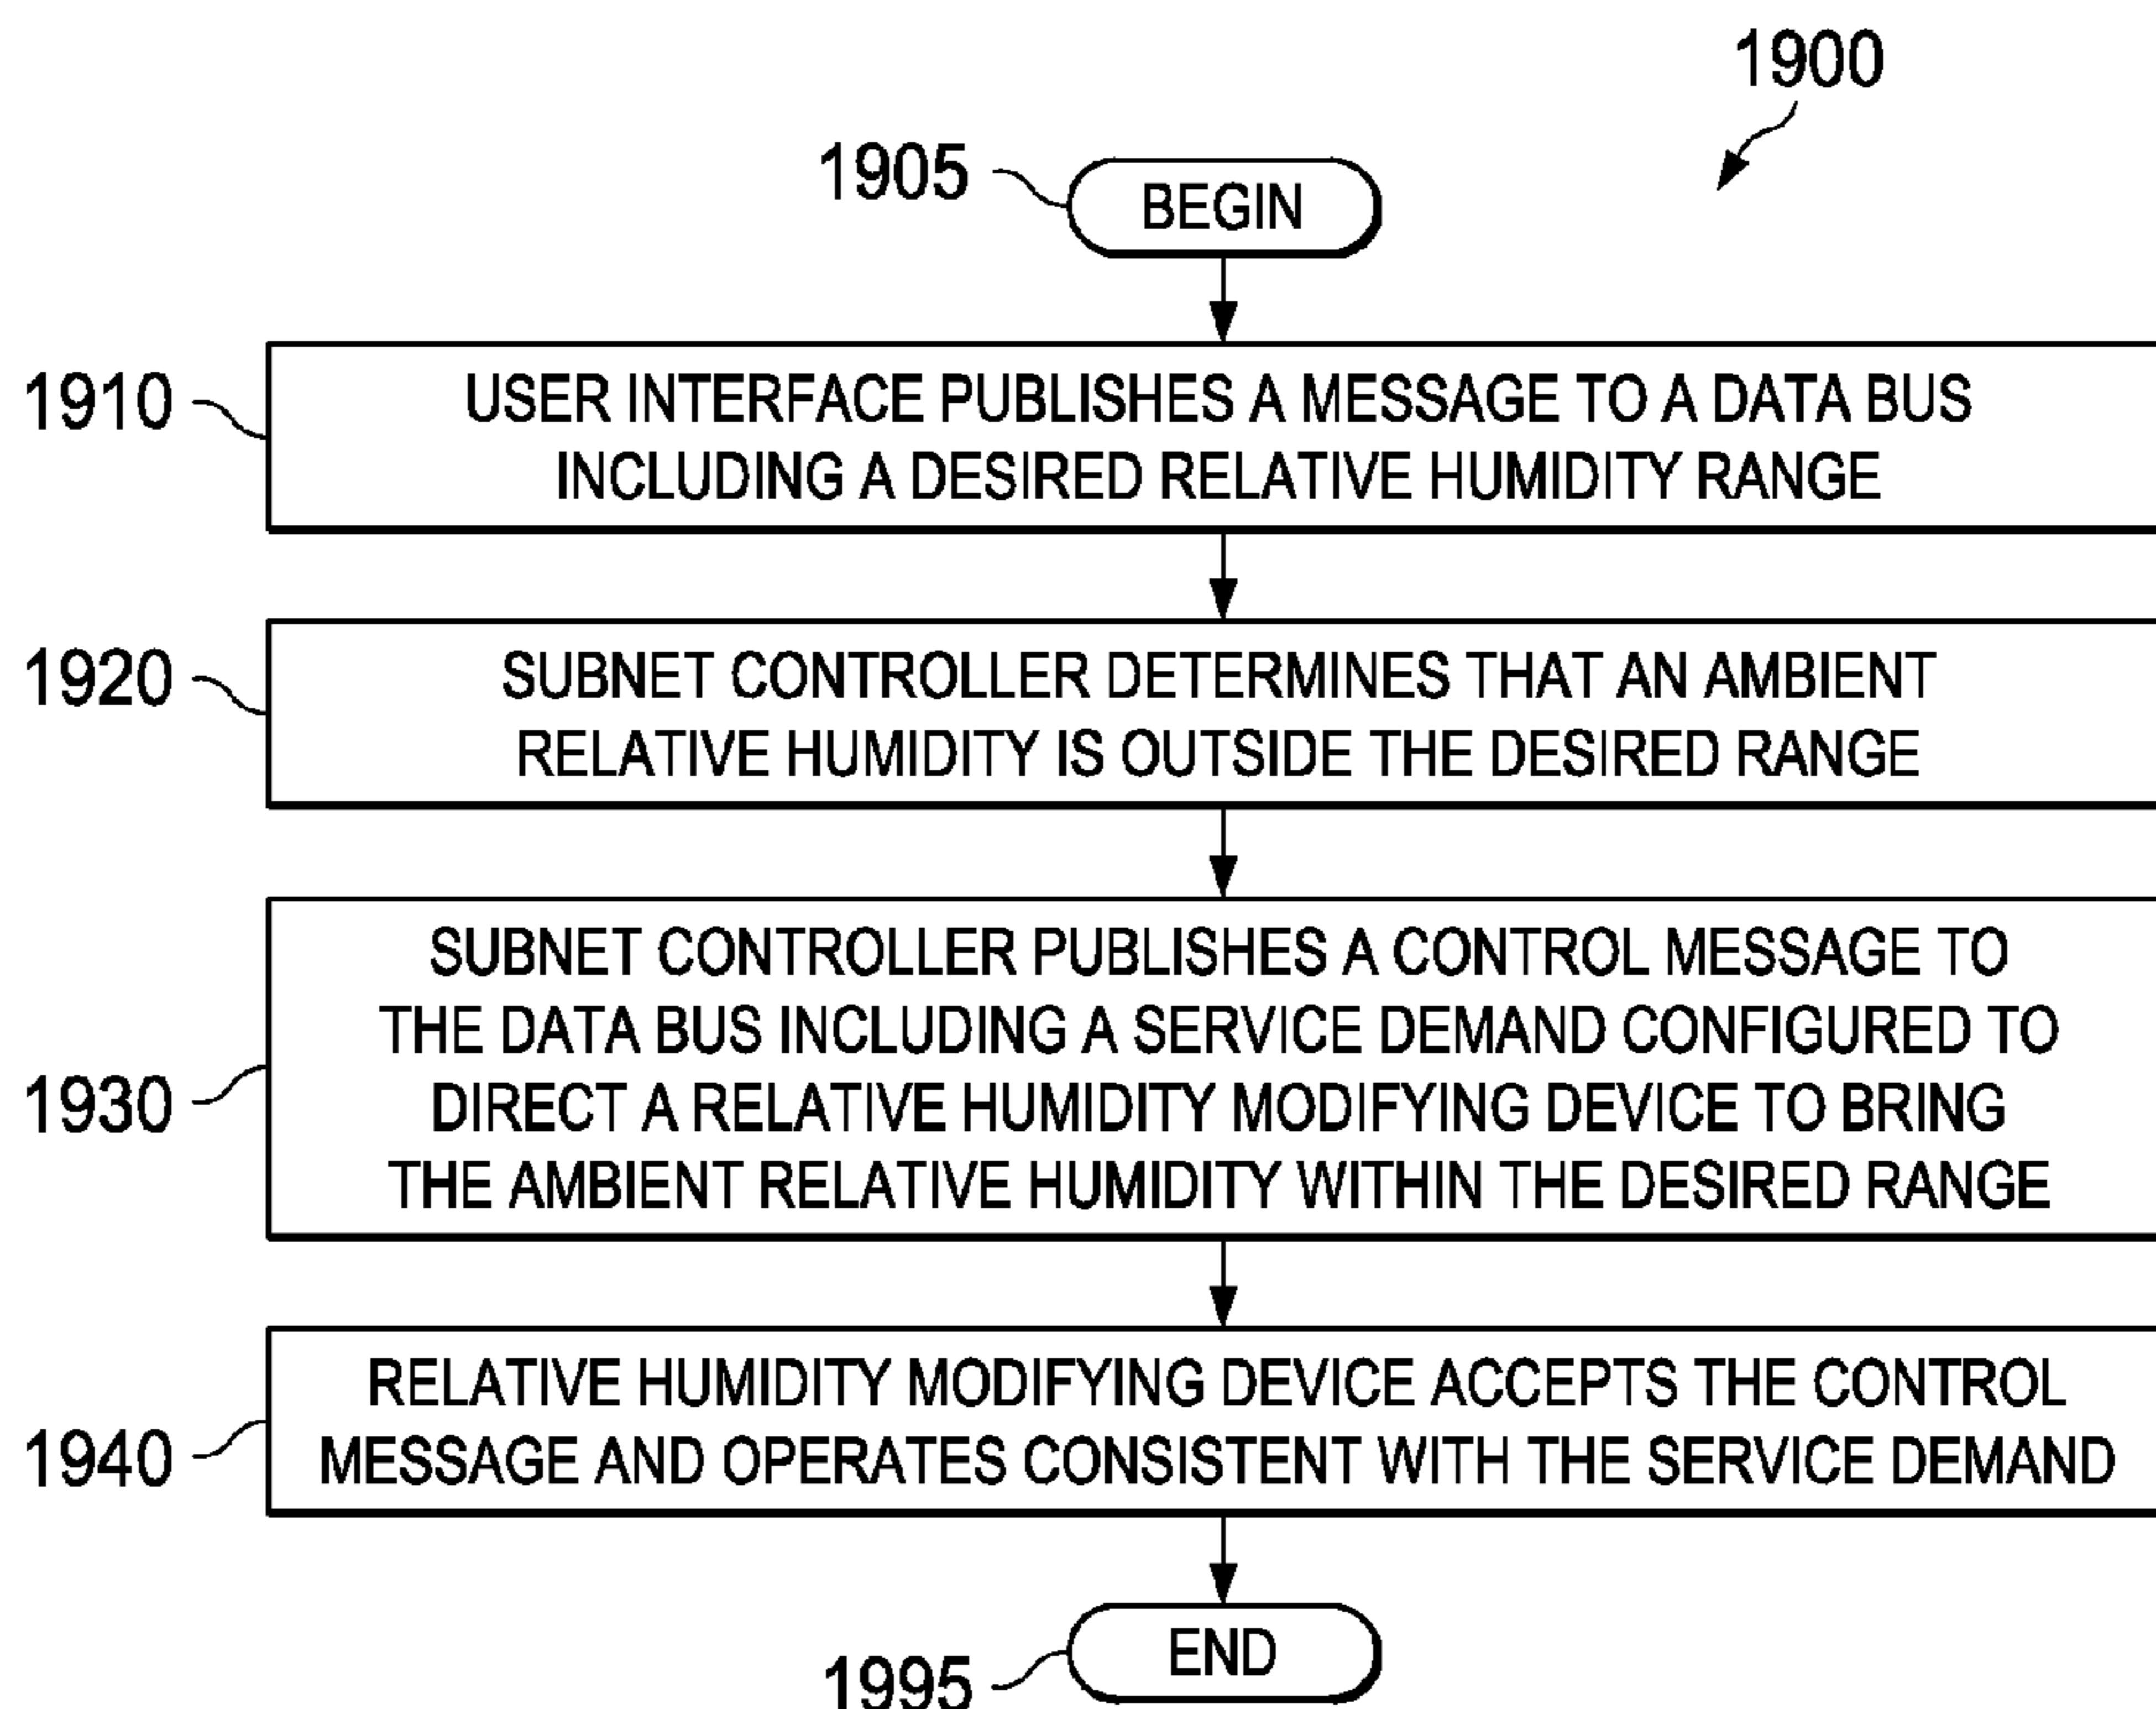 1900
1905
BEGIN
1910
USER INTERFACE PUBLISHES A MESSAGE TO A DATA BUS
INCLUDING A DESIRED RELATIVE HUMIDITY RANGE
1920
SUBNET CONTROLLER DETERMINES THAT AN AMBIENT
RELATIVE HUMIDITY IS OUTSIDE THE DESIRED RANGE
1930
SUBNET CONTROLLER PUBLISHES A CONTROL MESSAGE TO
THE DATA BUS INCLUDING A SERVICE DEMAND CONFIGURED TO
DIRECT A RELATIVE HUMIDITY MODIFYING DEVICE TO BRING
THE AMBIENT RELATIVE HUMIDITY WITHIN THE DESIRED RANGE
1940
RELATIVE HUMIDITY MODIFYING DEVICE ACCEPTS THE CONTROL
MESSAGE AND OPERATES CONSISTENT WITH THE SERVICE DEMAND
1995
END